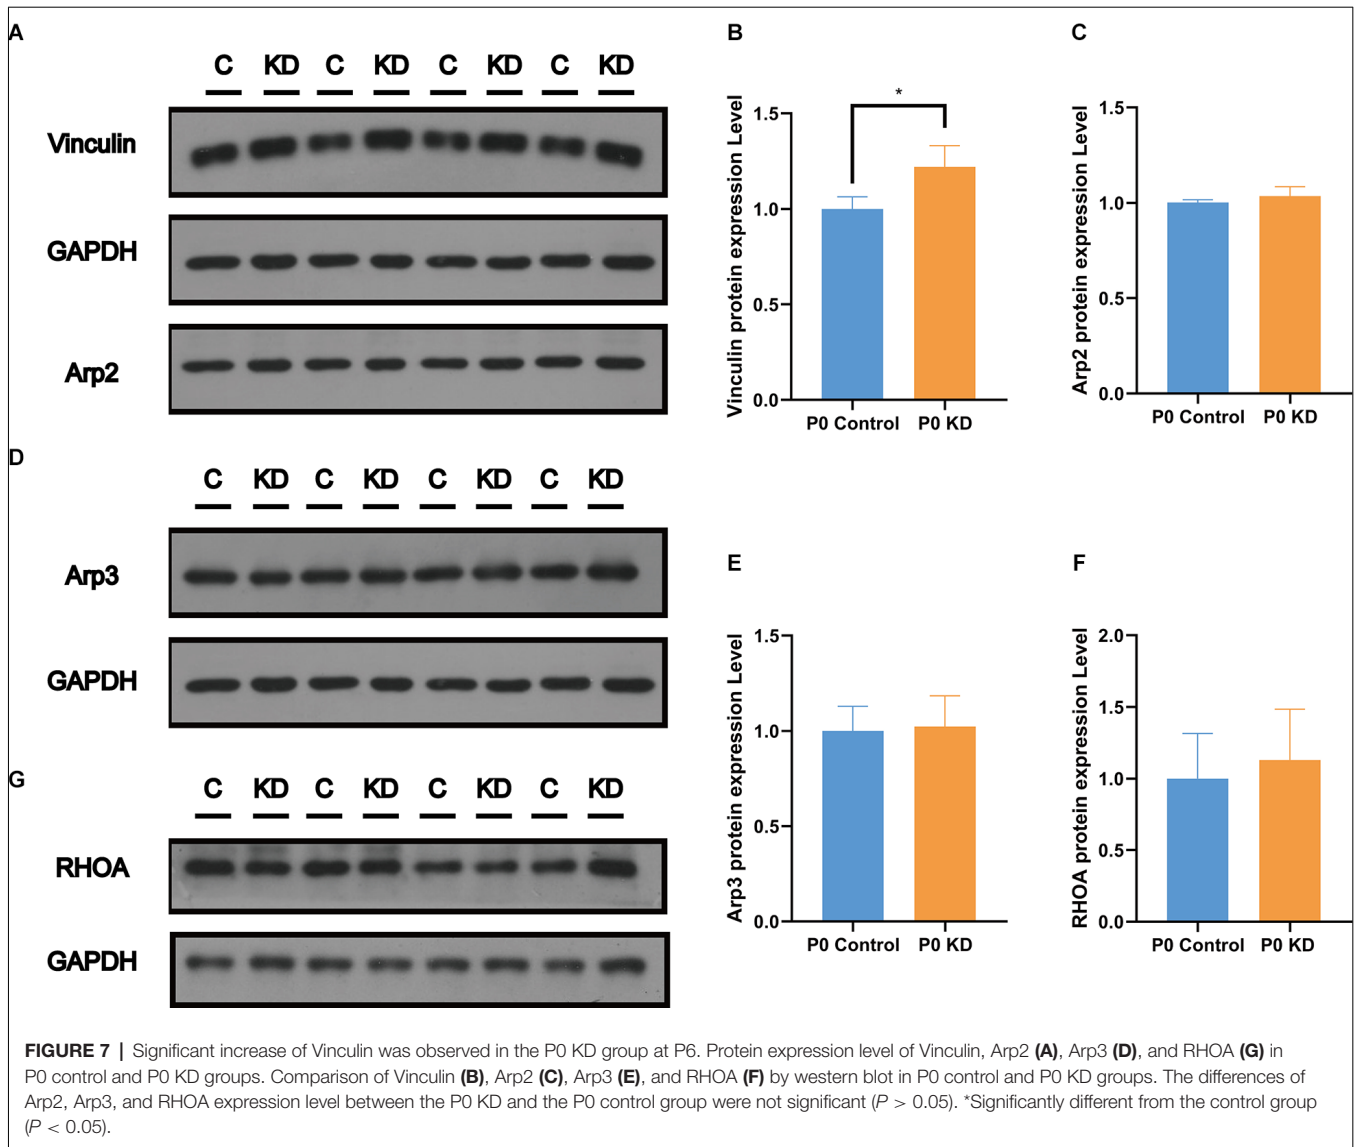 A
C KD C KD C KD C KD
Vinculin
GAPDH
Arp2
B
*
Vinculin protein expression Level
1.5
1.0
0.5
0.0
P0 Control P0 KD
C
Arp2 protein expression Level
1.5
1.0
0.5
0.0
P0 Control P0 KD
D
C KD C KD C KD C KD
Arp3
GAPDH
E
Arp3 protein expression Level
1.5
1.0
0.5
0.0
P0 Control P0 KD
F
RHOA protein expression Level
2.0
1.5
1.0
0.5
0.0
P0 Control P0 KD
G
C KD C KD C KD C KD
RHOA
GAPDH
FIGURE 7 | Significant increase of Vinculin was observed in the P0 KD group at P6. Protein expression level of Vinculin, Arp2 (A), Arp3 (D), and RHOA (G) in
P0 control and P0 KD groups. Comparison of Vinculin (B), Arp2 (C), Arp3 (E), and RHOA (F) by western blot in P0 control and P0 KD groups. The differences of
Arp2, Arp3, and RHOA expression level between the P0 KD and the P0 control group were not significant (P > 0.05). *Significantly different from the control group
(P < 0.05).